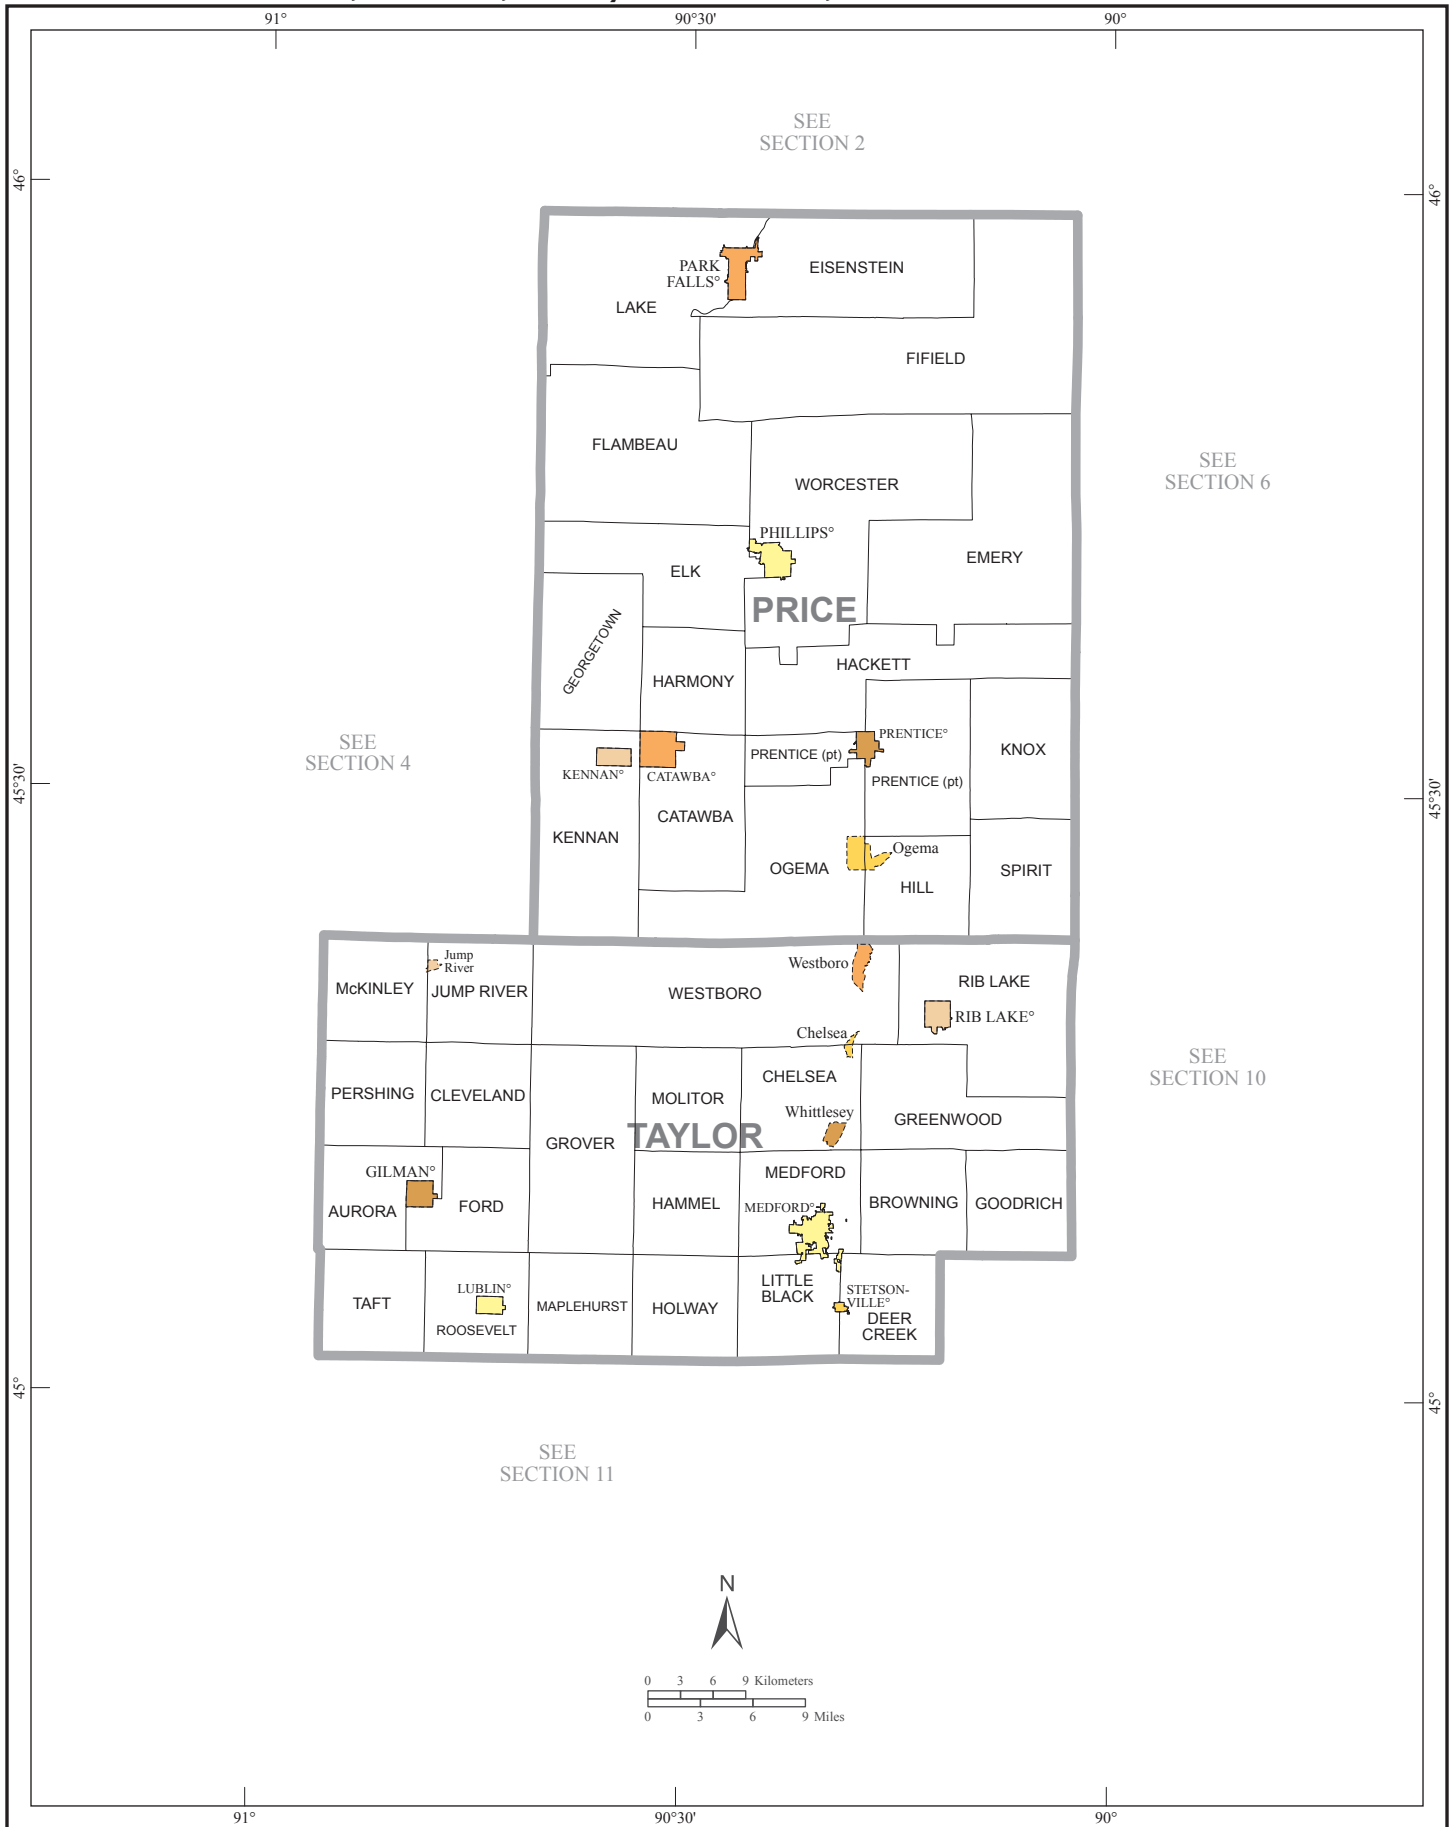 91°
90°30'
90°
SEE
SECTION 2
46°
46°
PARK
FALLS°
EISENSTEIN
LAKE
FIFIELD
FLAMBEAU
SEE
SECTION 6
WORCESTER
PHILLIPS°
EMERY
ELK
PRICE
GEORGETOWN
HACKETT
HARMONY
SEE
SECTION 4
PRENTICE°
PRENTICE (pt)
KNOX
KENNAN°
CATAWBA°
PRENTICE (pt)
45°30'
45°30'
CATAWBA
KENNAN
Ogema
OGEMA
HILL
SPIRIT
Jump
River
Westboro
McKINLEY
JUMP RIVER
WESTBORO
RIB LAKE
RIB LAKE°
Chelsea
SEE
SECTION 10
CHELSEA
PERSHING
CLEVELAND
MOLITOR
Whittlesey
GREENWOOD
TAYLOR
GROVER
GILMAN°
MEDFORD
AURORA
FORD
HAMMEL
MEDFORD°
BROWNING
GOODRICH
LITTLE
BLACK
LUBLIN°
STETSON-
VILLE°
TAFT
MAPLEHURST
HOLWAY
ROOSEVELT
DEER
CREEK
45°
45°
SEE
SECTION 11
N
0 3 6 9 Kilometers
0 3 6 9 Miles
91°
90°30'
90°